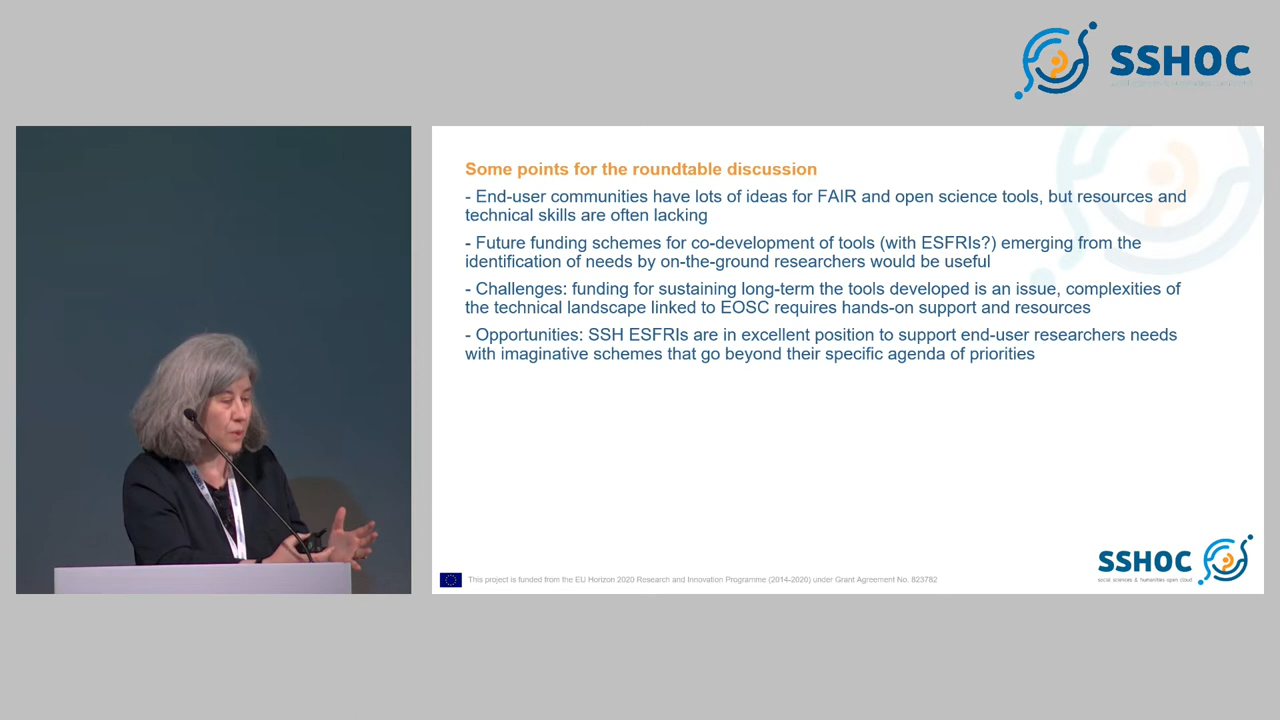 SSHOC
Some points for the roundtable discussion
- End-user communities have lots of ideas for FAIR and open science tools, but resources and
technical skills are often lacking
- Future funding schemes for co-development of tools (with ESFRIs?) emerging from the
identification of needs by on-the-ground researchers would be useful
- Challenges: funding for sustaining long-term the tools developed is an issue, complexities of
the technical landscape linked to EOSC requires hands-on support and resources
- Opportunities: SSH ESFRIs are in excellent position to support end-user researchers needs
with imaginative schemes that go beyond their specific agenda of priorities
This project is funded from the EU Horizon 2020 Research and Innovation Programme (2014-2020) under Grant Agreement No. 823782
SSHOC
social sciences & humanities open cloud